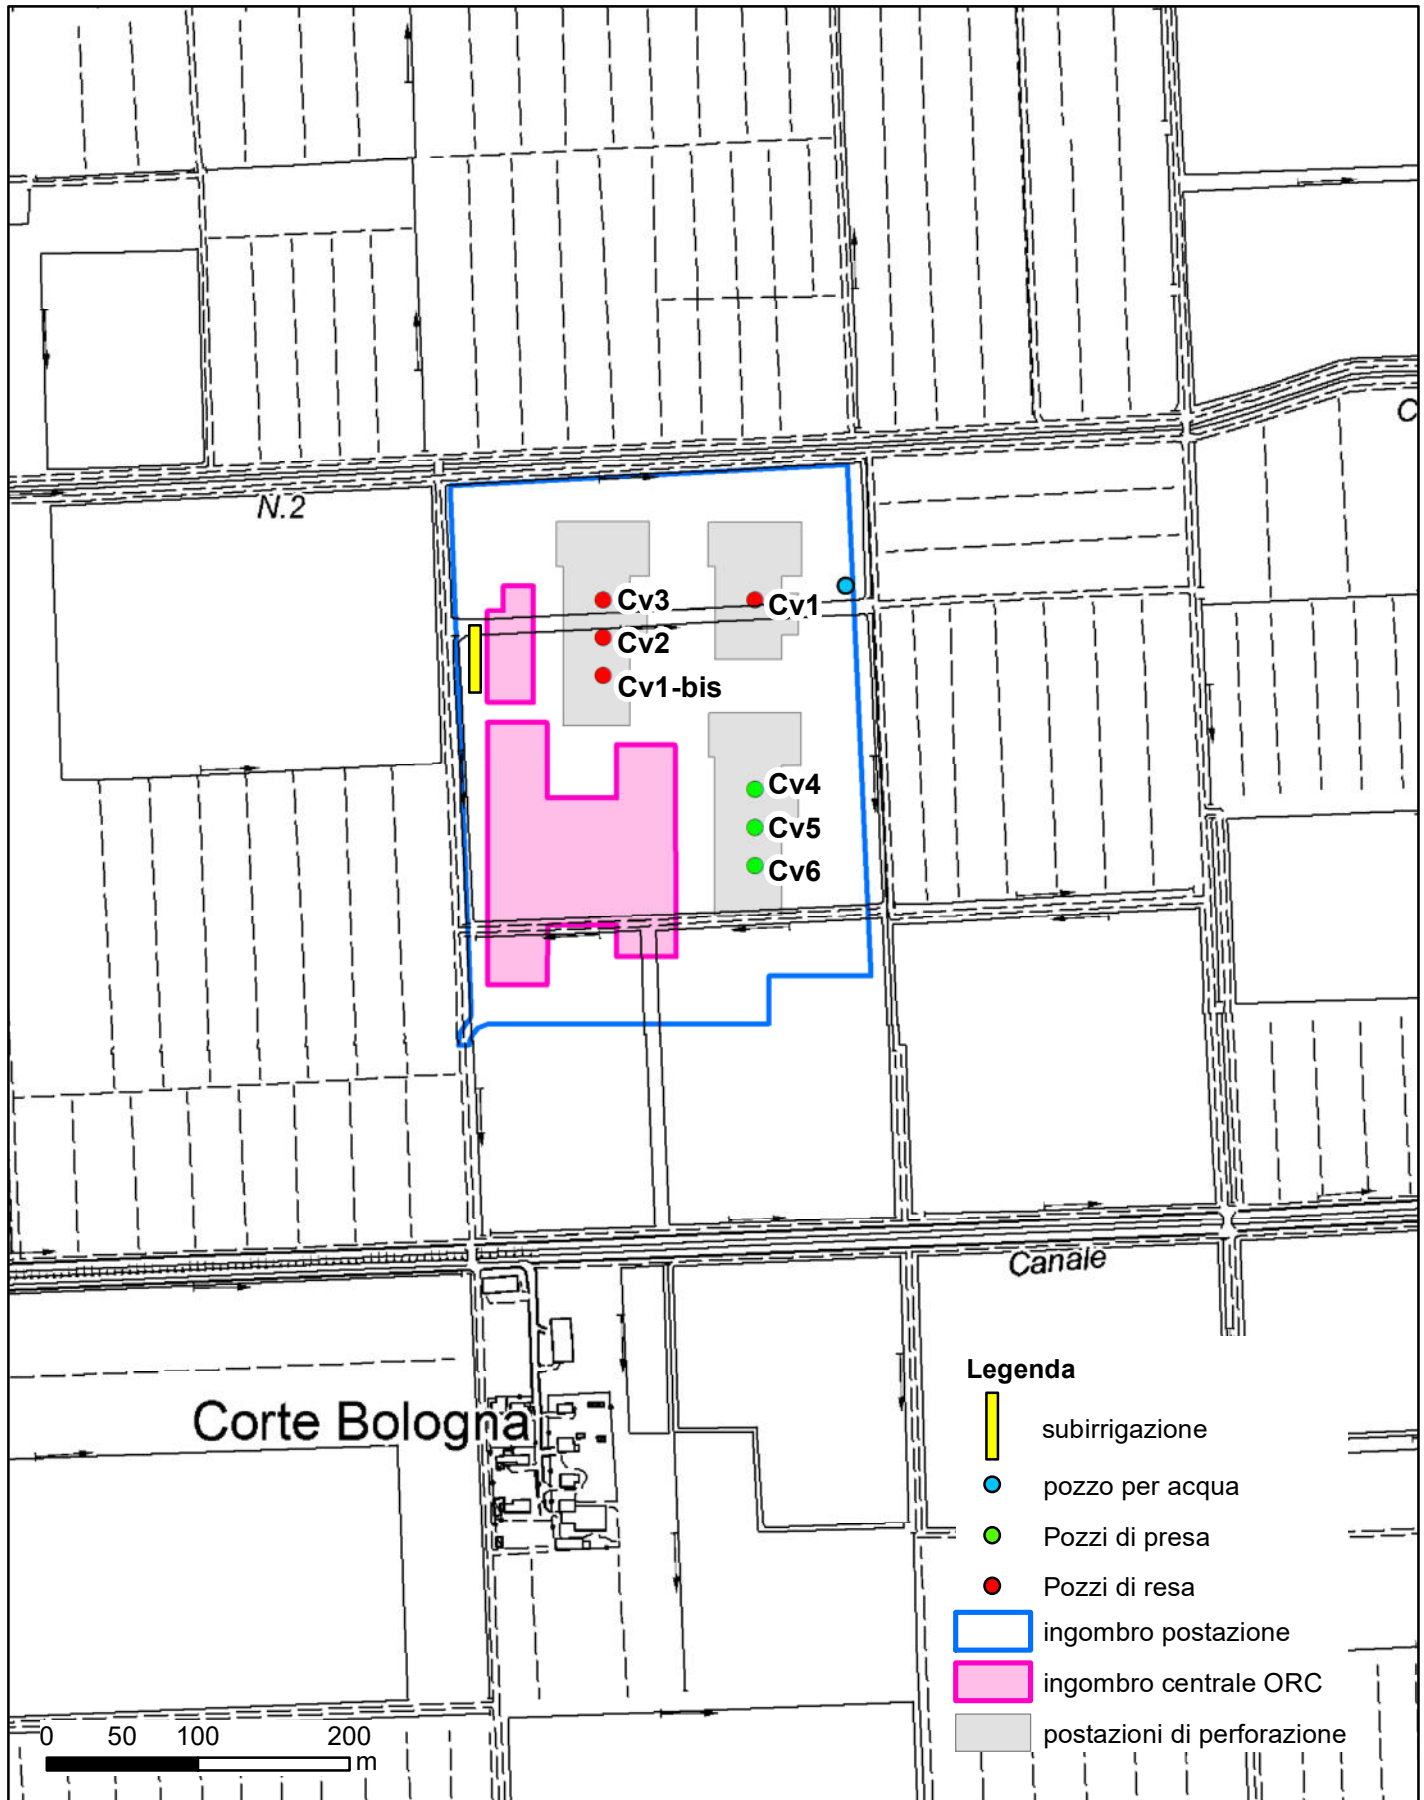 C
N.2
Cv3
Cv1
Cv2
Cv1-bis
Cv4
Cv5
Cv6
Canale
Legenda
subirrigazione
pozzo per acqua
Pozzi di presa
Pozzi di resa
ingombro postazione
ingombro centrale ORC
postazioni di perforazione
Corte Bologna
0 50 100 200
m